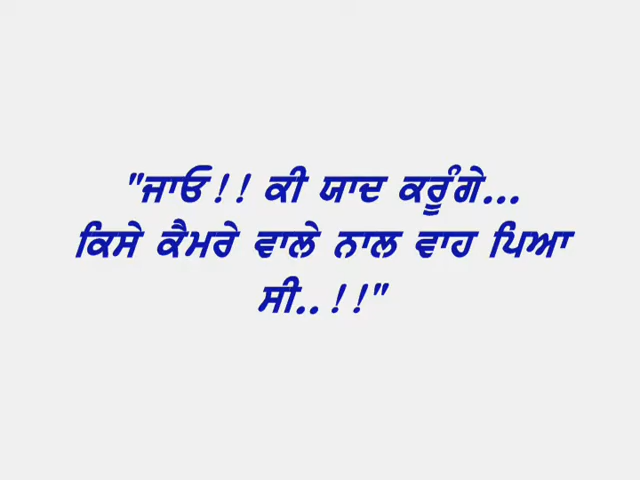 "ਜਾਓ!! ਕੀ ਯਾਦ ਕਰੂੰਗੇ...
ਕਿਸੇ ਕੈਮਰੇ ਵਾਲੇ ਨਾਲ ਵਾਹ ਪਿਆ
ਸੀ..!!"